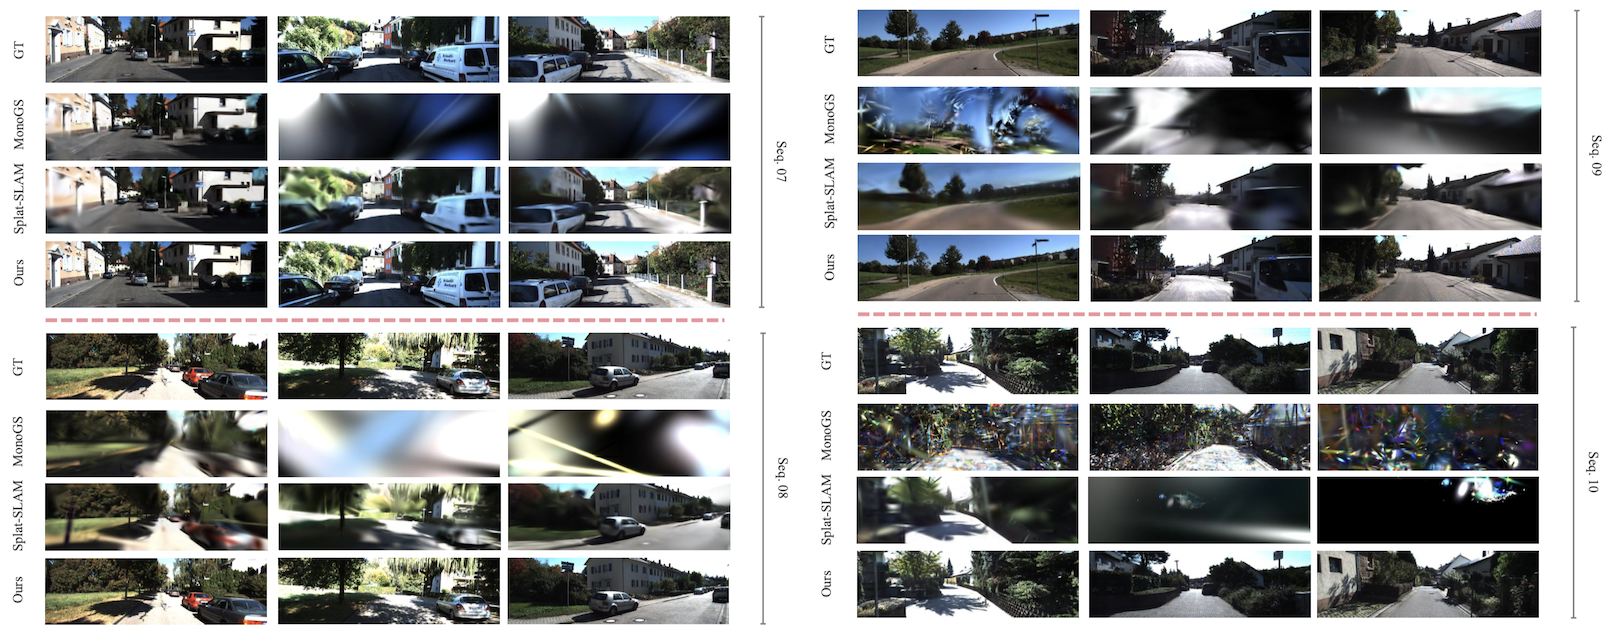 GT
MonoGS
Splat-SLAM
Ours
Seq. 07
GT
MonoGS
Splat-SLAM
Ours
Seq. 08
GT
MonoGS
Splat-SLAM
Ours
Seq. 09
GT
MonoGS
Splat-SLAM
Ours
Seq. 10